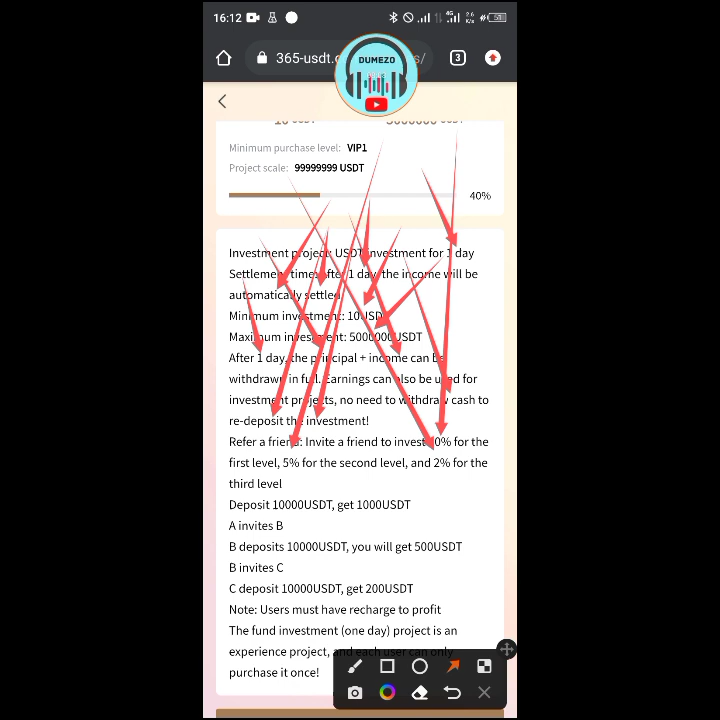 16:12
4G
2.6
K/s
51
365-usdt.
s/
3
DUMEZO
Minimum purchase level: VIP1
Project scale: 99999999 USDT
40%
Investment project: USDT investment for 1 day
Settlement time: after 1 day, the income will be
automatically settled
Minimum investment: 10USDT
Maximum investment: 5000000USDT
After 1 day, the principal + income can be
withdrawn in full. Earnings can also be used for
investment projects, no need to withdraw cash to
re-deposit the investment!
Refer a friend: Invite a friend to invest 10% for the
first level, 5% for the second level, and 2% for the
third level
Deposit 10000USDT, get 1000USDT
A invites B
B deposits 10000USDT, you will get 500USDT
B invites C
C deposit 10000USDT, get 200USDT
Note: Users must have recharge to profit
The fund investment (one day) project is an
experience project, and each user can only
purchase it once!